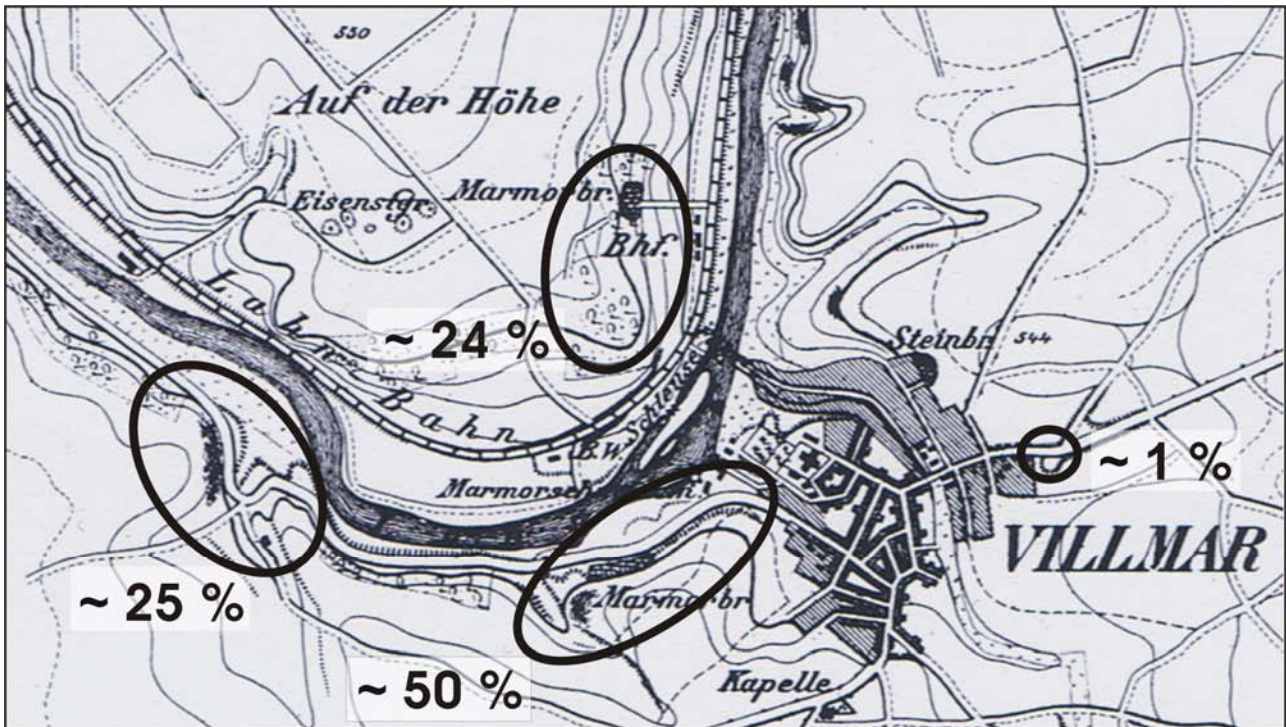 550
Auf der Höhe
Marmorbr.
Eisenstgr.
Bhf.
Lahn-Bahn
~ 24 %
Steinbr.
544
Schleuse
B.W.
~ 1 %
VILLMAR
~ 25 %
Marmorbr.
~ 50 %
Kapelle